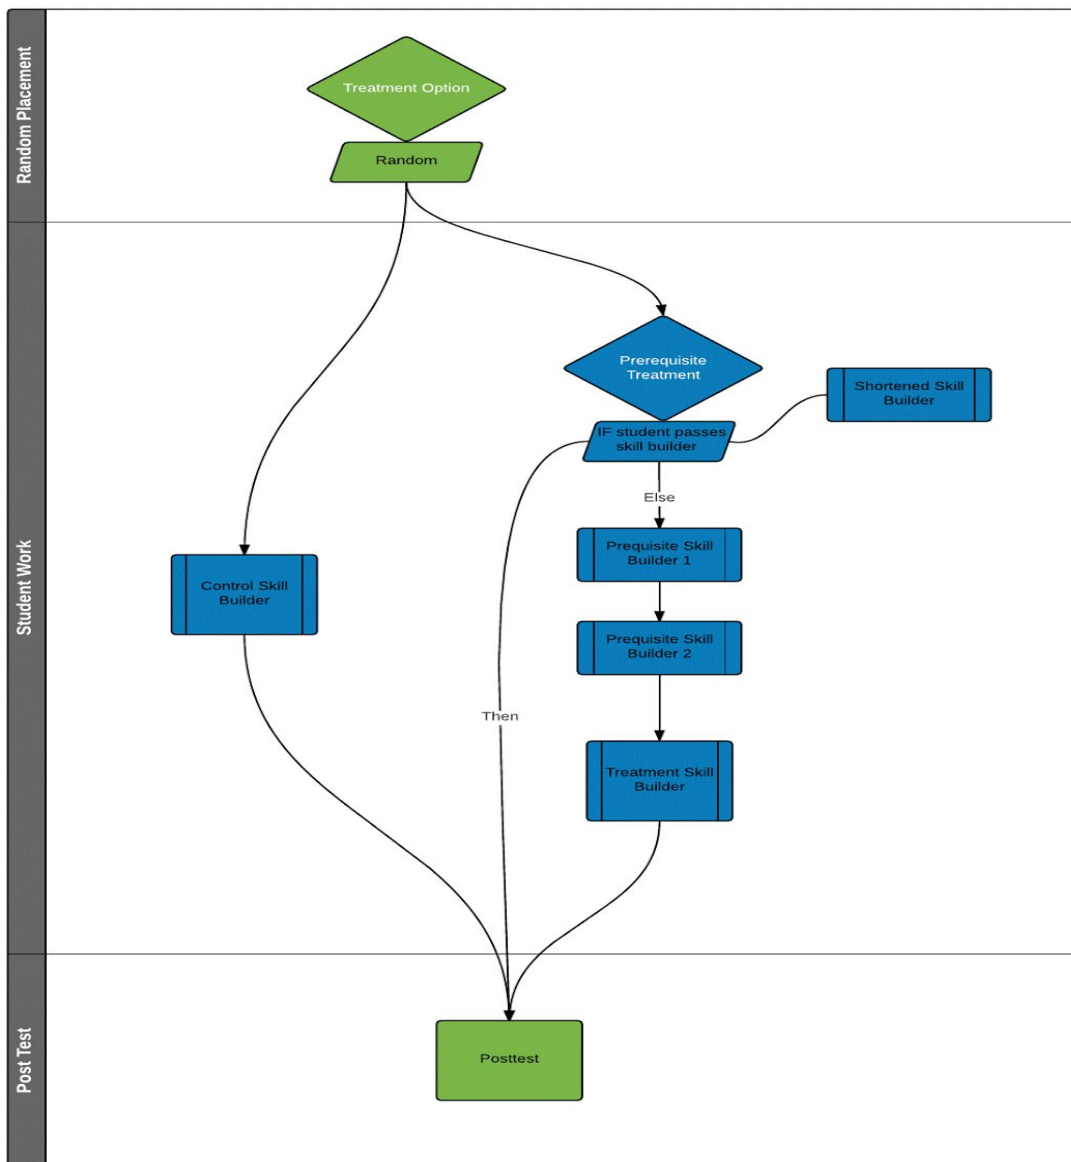 Random Placement
Treatment Option
Random
Student Work
Prerequisite
Treatment
IF student passes
skill builder
Shortened Skill
Builder
Else
Prequisite Skill
Builder 1
Control Skill
Builder
Prequisite Skill
Builder 2
Then
Treatment Skill
Builder
Post Test
Posttest